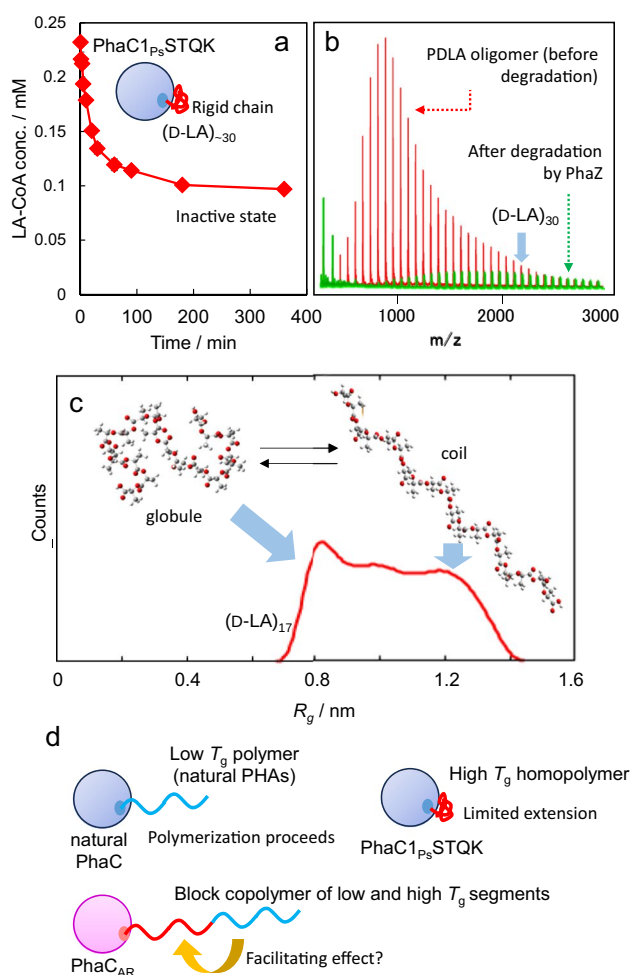 a
PhaC1PsSTQK
Rigid chain
(D-LA)~30
Inactive state
LA-CoA conc. / mM
0.25
0.2
0.15
0.1
0.05
0
0 100 200 300 400
Time / min
b
PDLA oligomer (before
degradation)
After degradation
by PhaZ
(D-LA)30
1000 2000 3000
m/z
c
globule
coil
(D-LA)17
Counts
0 0.4 0.6 0.8 1.2 1.6
Rg / nm
d
Low Tg polymer
(natural PHAs)
natural
PhaC
Polymerization proceeds
High Tg homopolymer
Limited extension
PhaC1PsSTQK
Block copolymer of low and high Tg segments
PhaCAR
Facilitating effect?